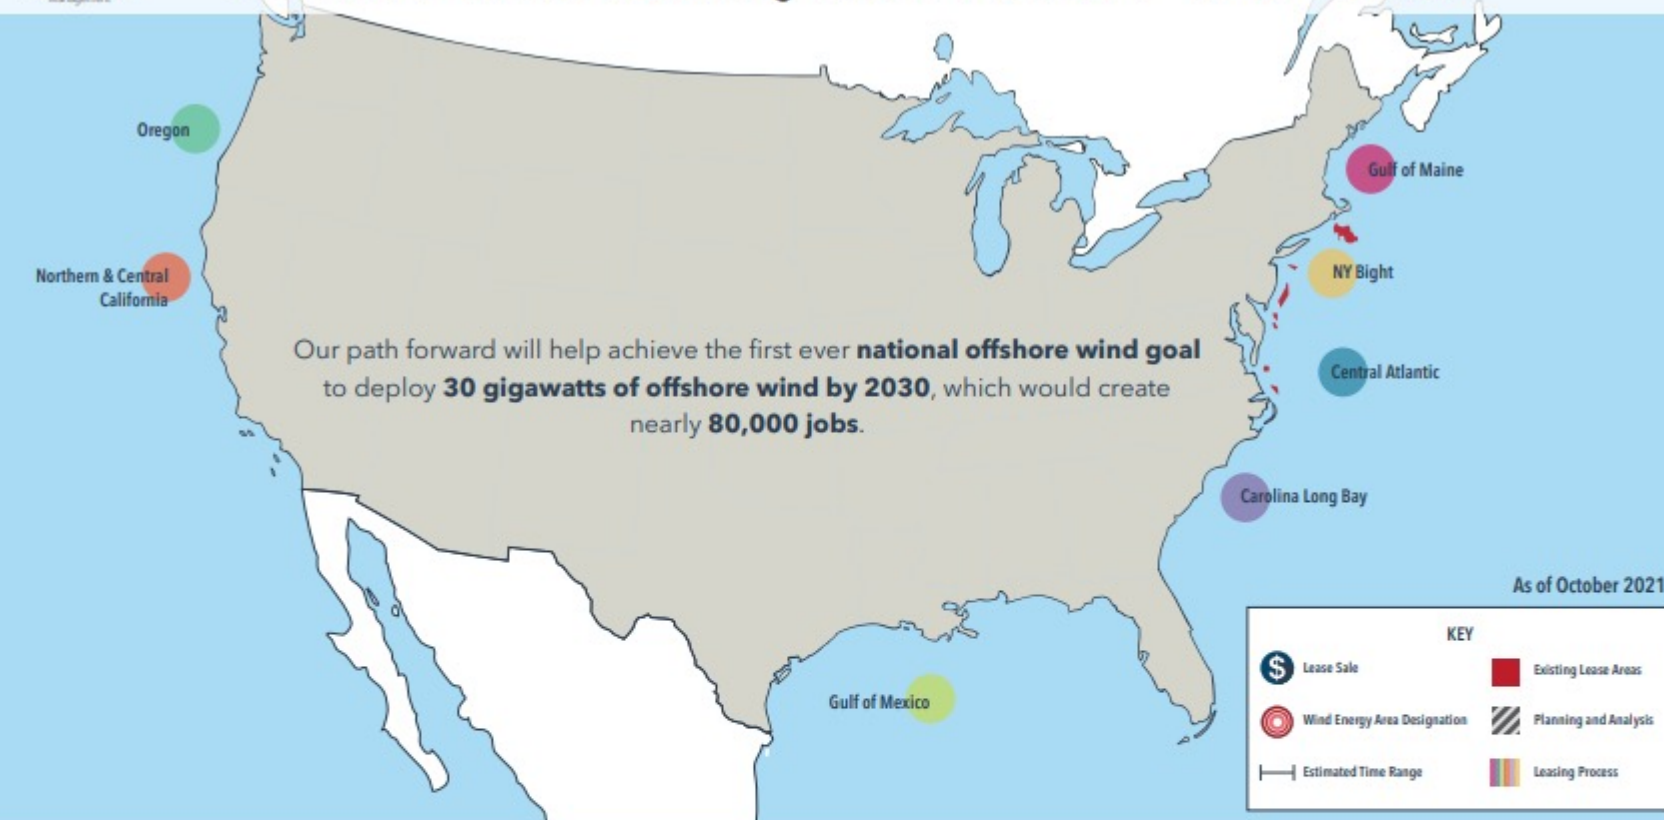 Oregon
Gulf of Maine
Northern & Central
California
NY Bight
Our path forward will help achieve the first ever national offshore wind goal
to deploy 30 gigawatts of offshore wind by 2030, which would create
nearly 80,000 jobs.
Central Atlantic
Carolina Long Bay
Gulf of Mexico
As of October 2021
KEY
$ Lease Sale
Existing Lease Areas
Wind Energy Area Designation
Planning and Analysis
Estimated Time Range
Leasing Process